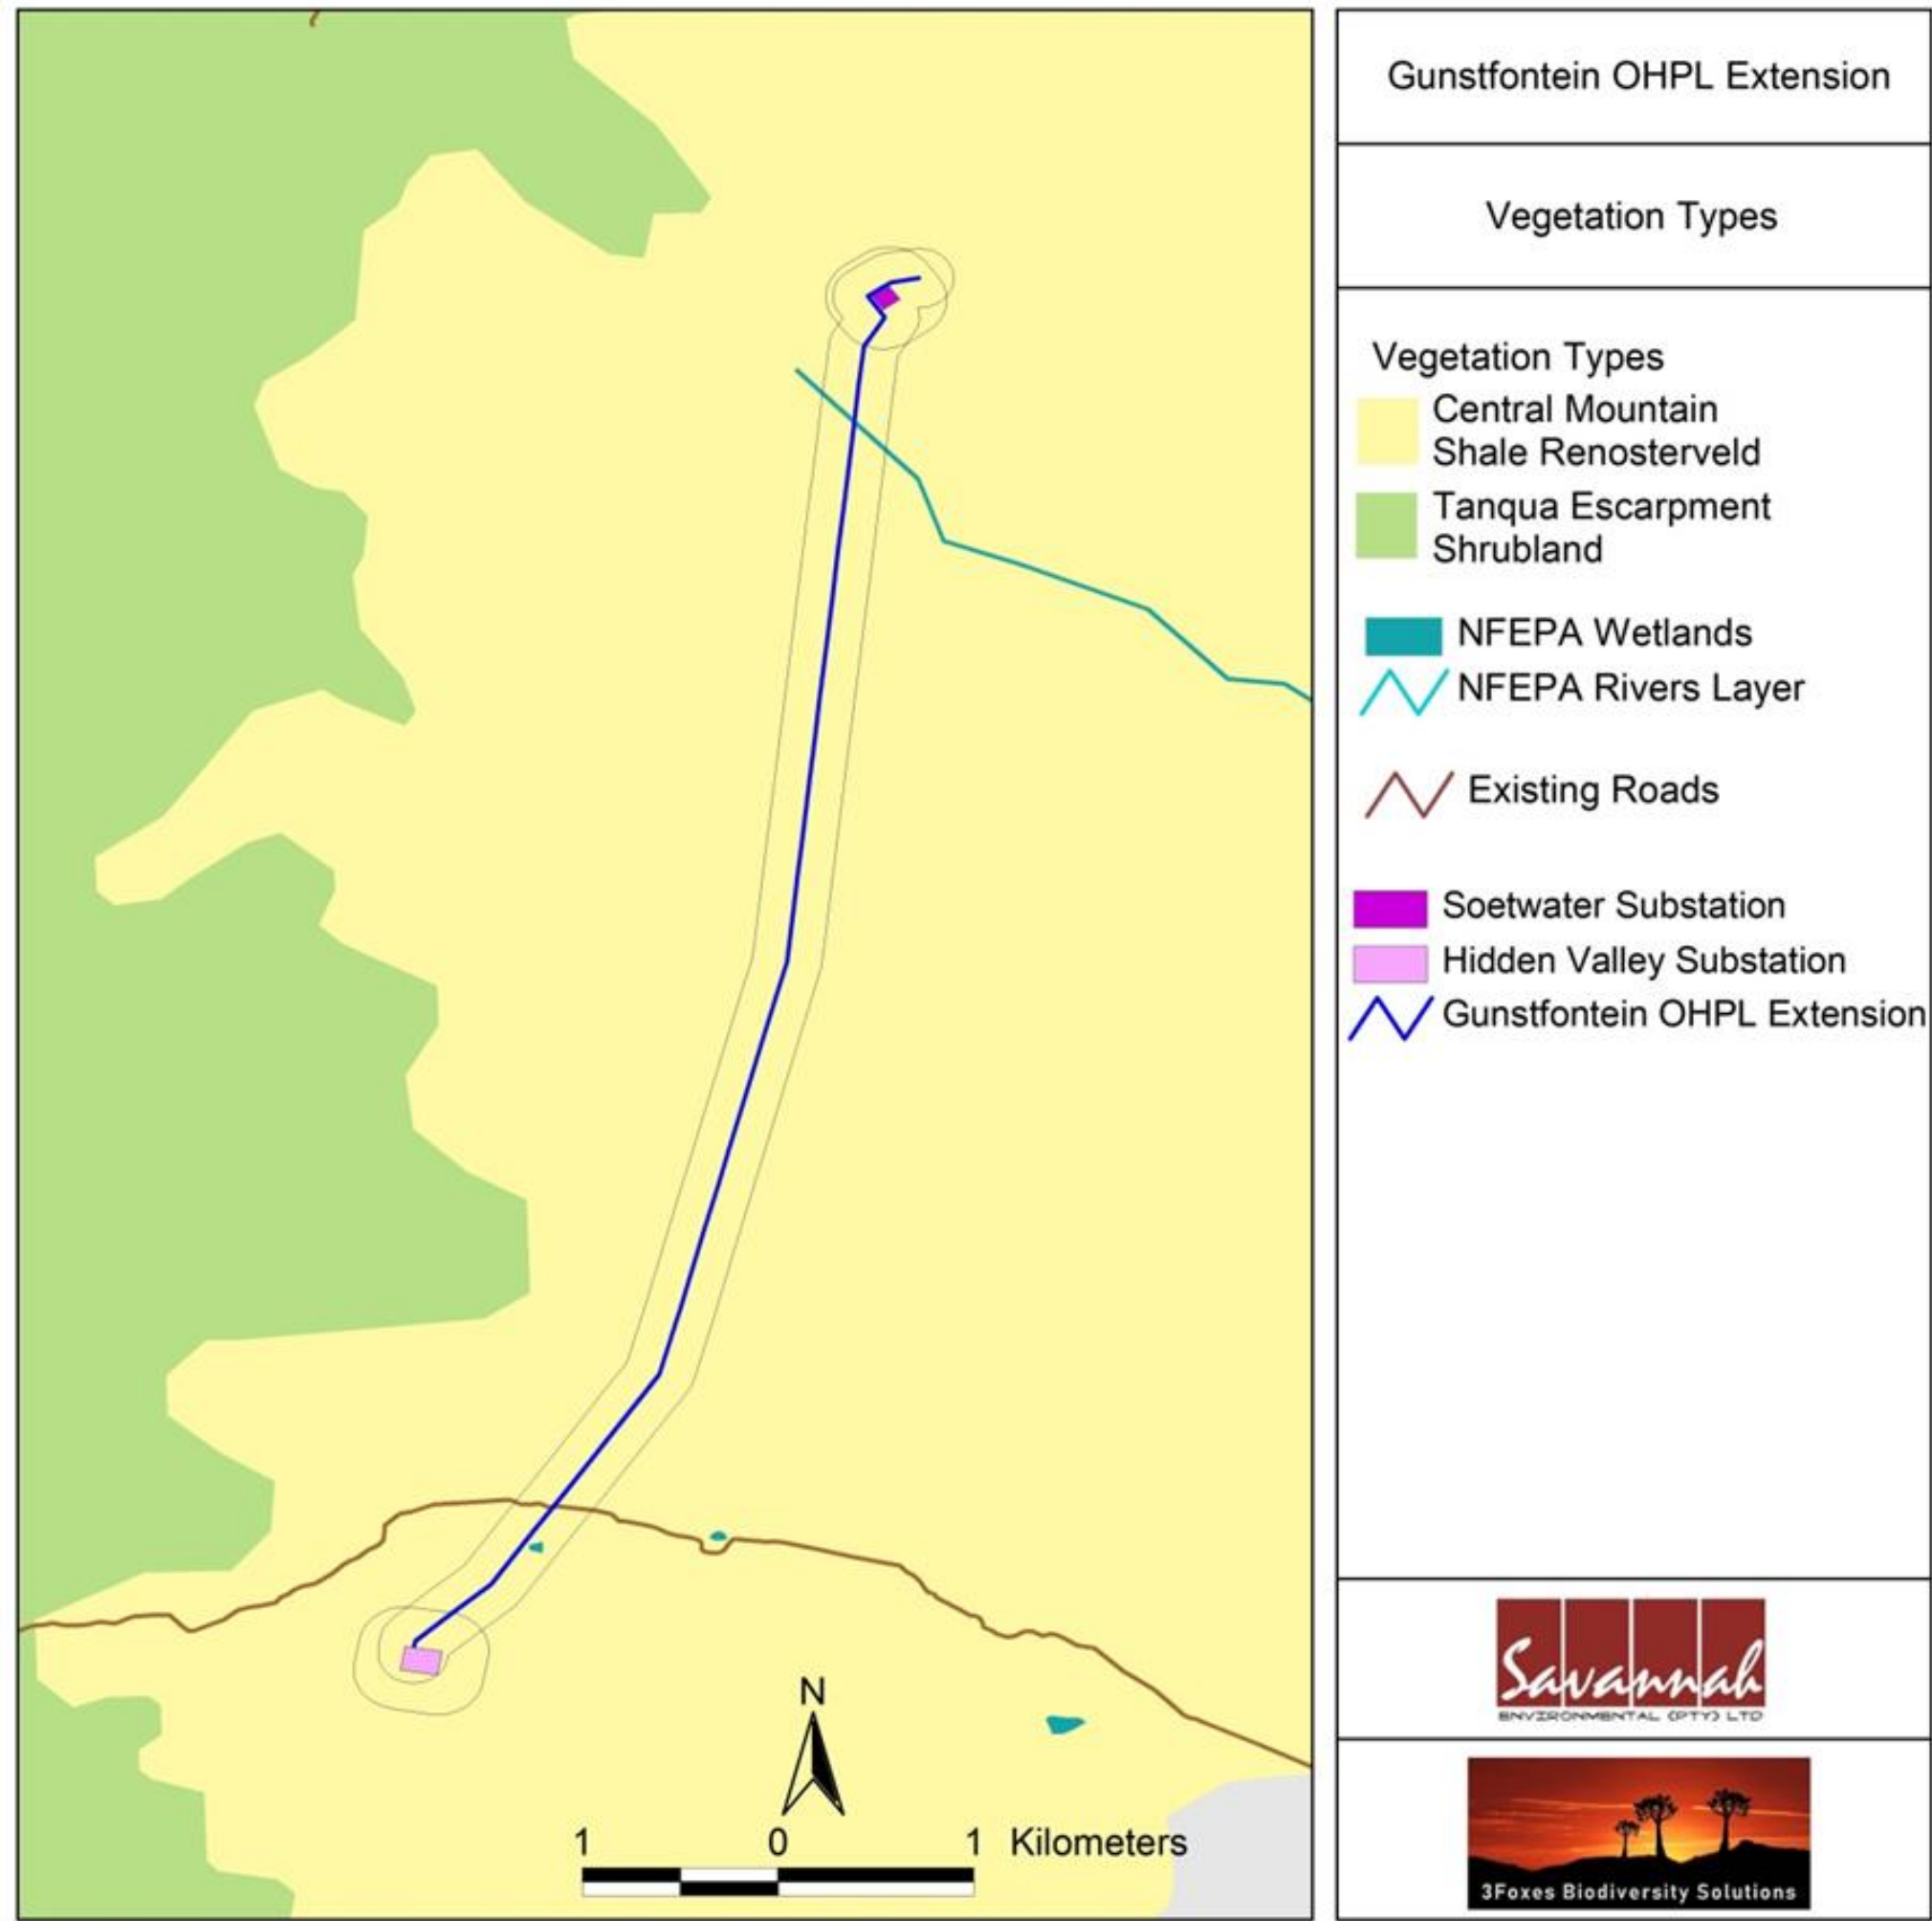 Gunstfontein OHPL Extension
Vegetation Types
Vegetation Types
Central Mountain
Shale Renosterveld
Tanqua Escarpment
Shrubland
NFEPA Wetlands
NFEPA Rivers Layer
Existing Roads
Soetwater Substation
Hidden Valley Substation
Gunstfontein OHPL Extension
N
1 0 1 Kilometers
Savannah
ENVIRONMENTAL (PTY) LTD
3Foxes Biodiversity Solutions